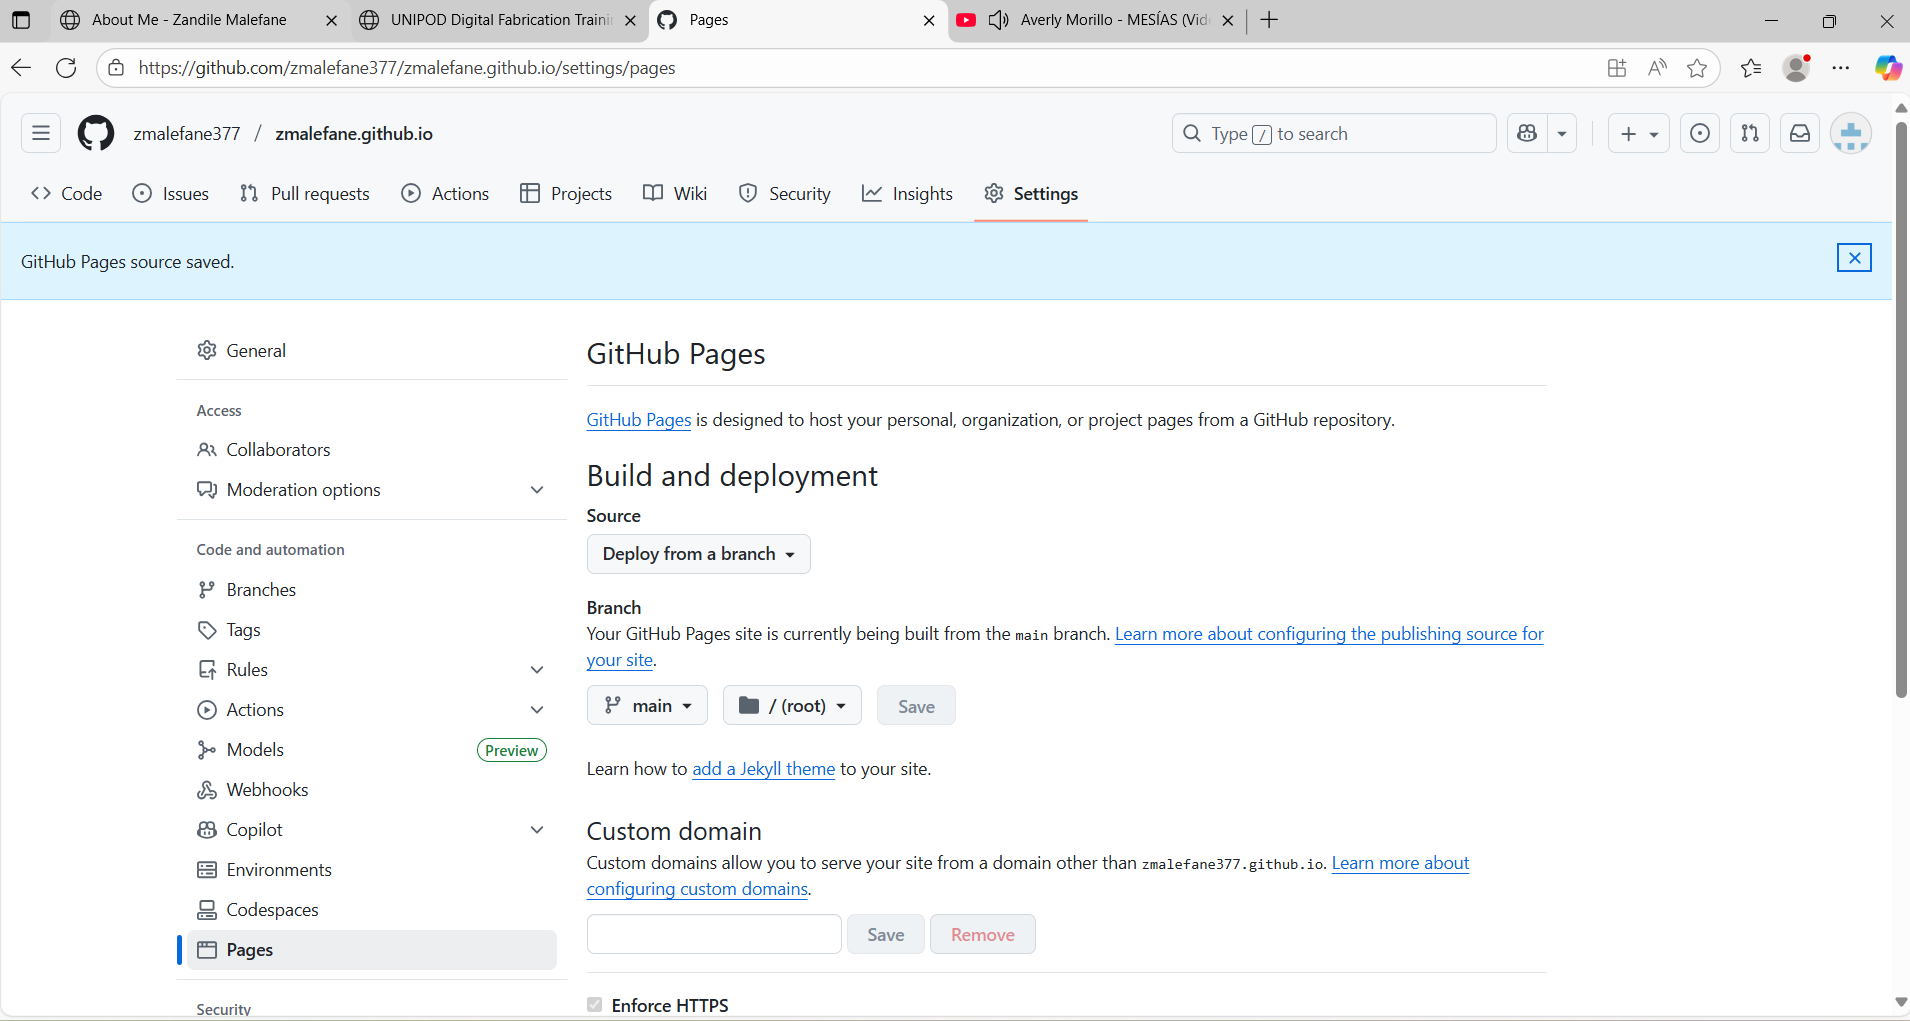 About Me - Zandile Malefane
UNIPOD Digital Fabrication Traini
Pages
Averly Morillo - MESÍAS (Vid
https://github.com/zmalefane377/zmalefane.github.io/settings/pages
zmalefane377 / zmalefane.github.io
Type / to search
Code
Issues
Pull requests
Actions
Projects
Wiki
Security
Insights
Settings
GitHub Pages source saved.
General
Access
Collaborators
Moderation options
Code and automation
Branches
Tags
Rules
Actions
Models
Preview
Webhooks
Copilot
Environments
Codespaces
Pages
Security
GitHub Pages
GitHub Pages is designed to host your personal, organization, or project pages from a GitHub repository.
Build and deployment
Source
Deploy from a branch
Branch
Your GitHub Pages site is currently being built from the main branch. Learn more about configuring the publishing source for
your site.
main
/ (root)
Save
Learn how to add a Jekyll theme to your site.
Custom domain
Custom domains allow you to serve your site from a domain other than zmalefane377.github.io. Learn more about
configuring custom domains.
Save
Remove
Enforce HTTPS